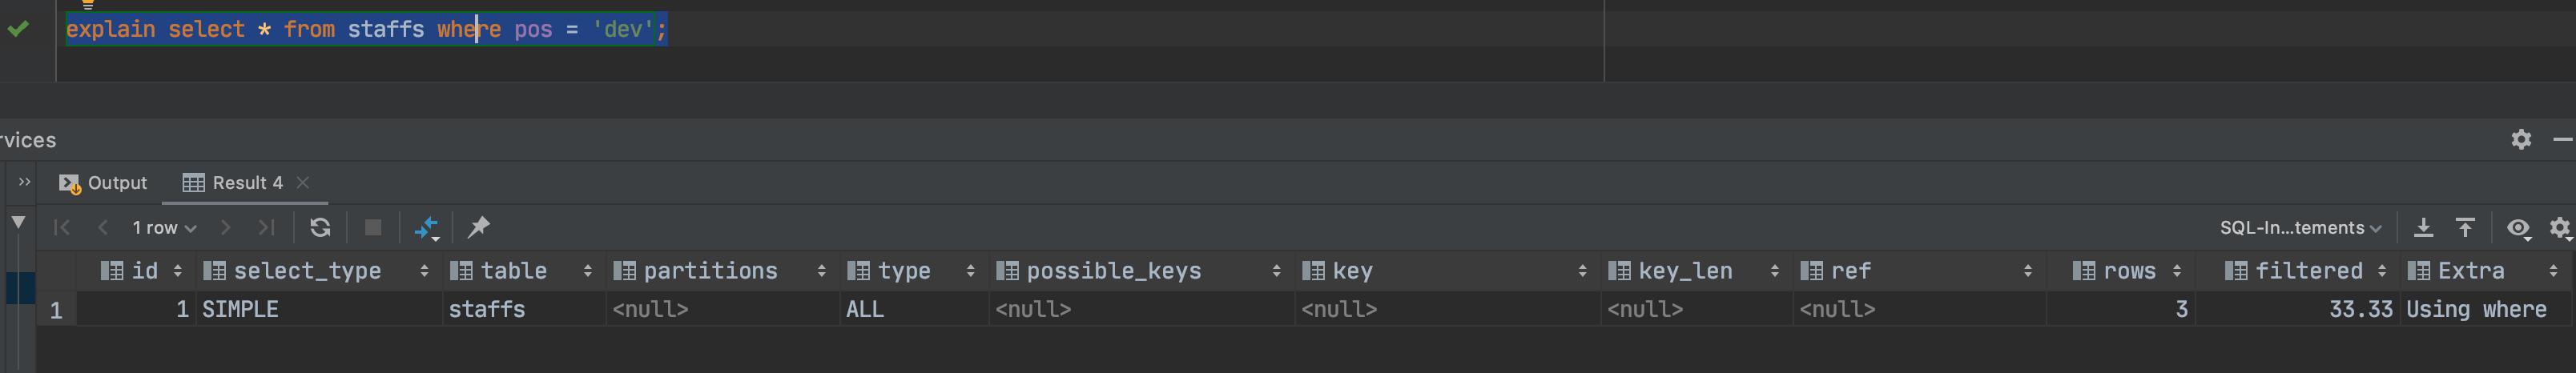 explain select * from staffs where pos = 'dev';
rvices
Output Result 4
1 row SQL-In...tements
id select_type table partitions type possible_keys key key_len ref rows filtered Extra
1 1 SIMPLE staffs <null> ALL <null> <null> <null> <null> 3 33.33 Using where